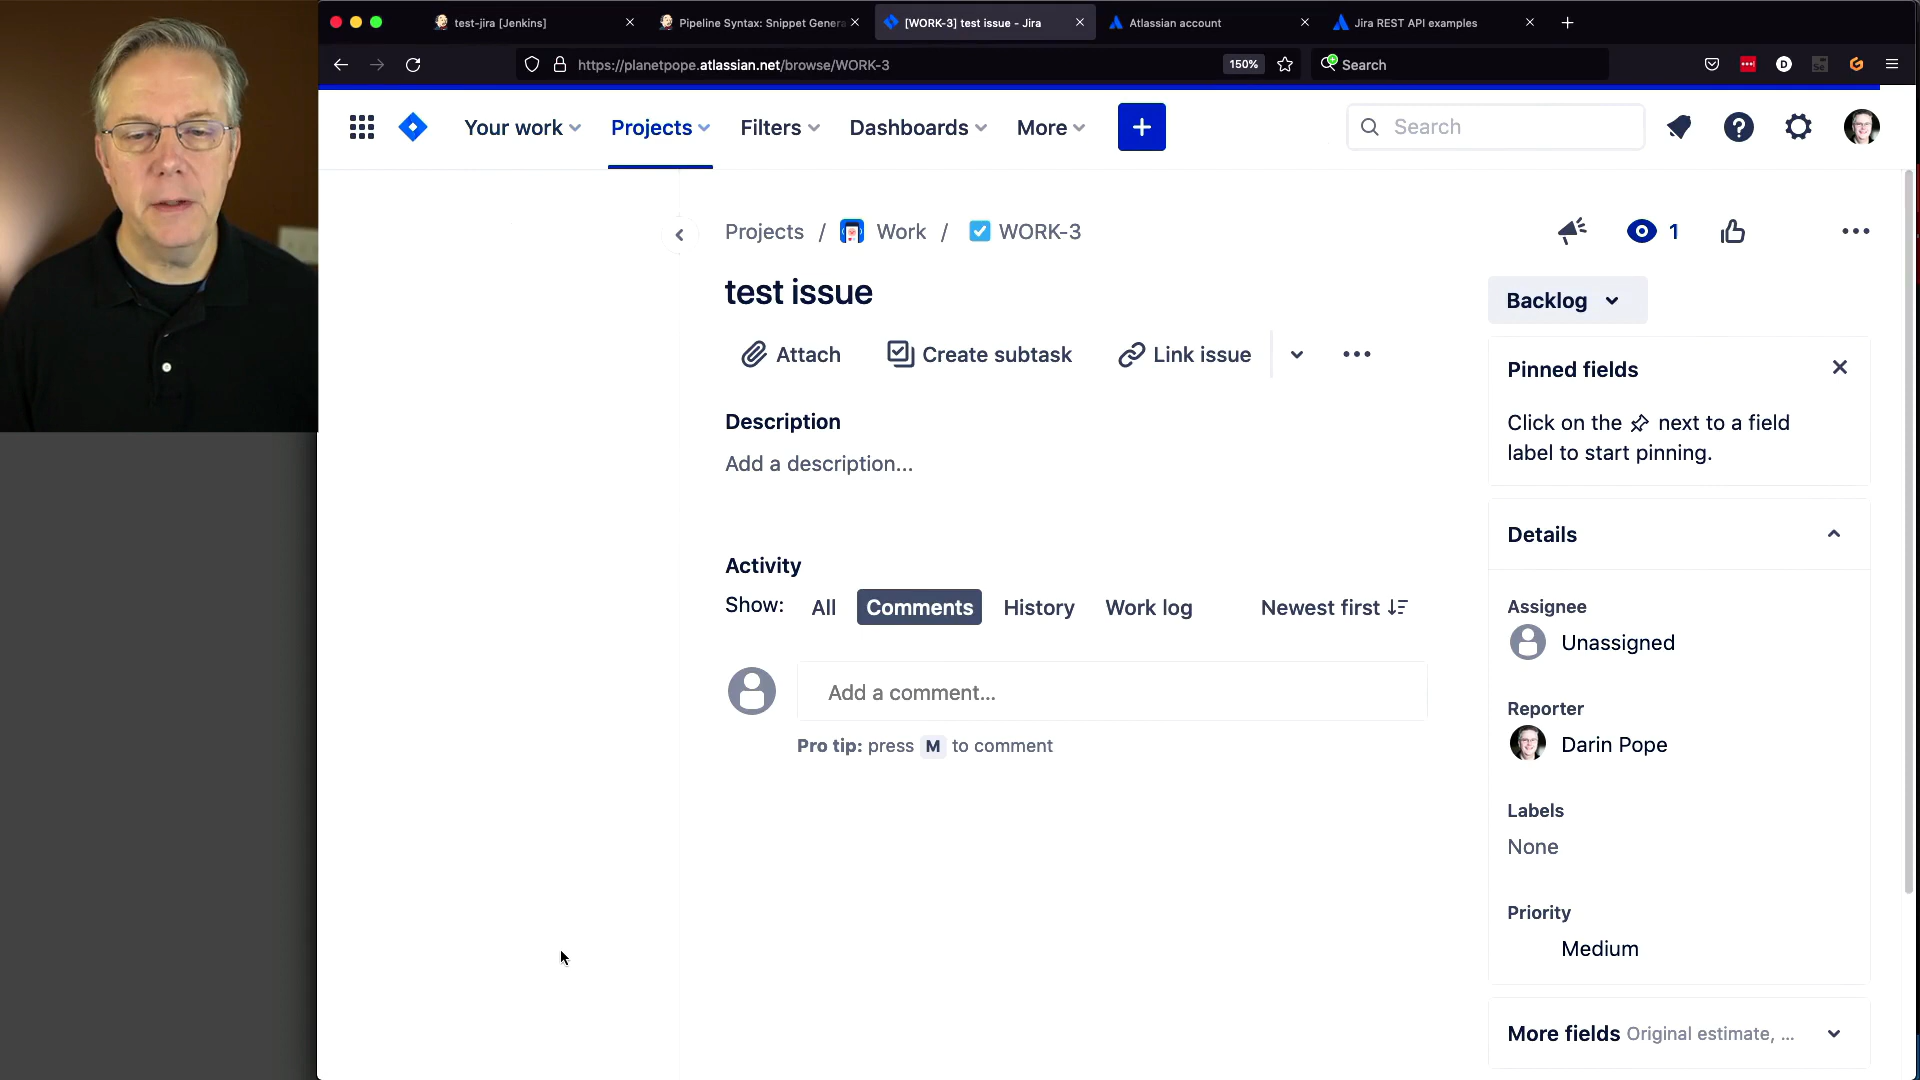 test-jira [Jenkins]
Pipeline Syntax: Snippet Genera
[WORK-3] test issue - Jira
Atlassian account
Jira REST API examples
https://planetpope.atlassian.net/browse/WORK-3
150%
Search
Your work
Projects
Filters
Dashboards
More
Search
Projects / Work / WORK-3
1
test issue
Backlog
Attach
Create subtask
Link issue
Pinned fields
Click on the next to a field
label to start pinning.
Description
Add a description...
Details
Activity
Show: All Comments History Work log Newest first
Assignee
Unassigned
Add a comment...
Pro tip: press M to comment
Reporter
Darin Pope
Labels
None
Priority
Medium
More fields Original estimate, ...